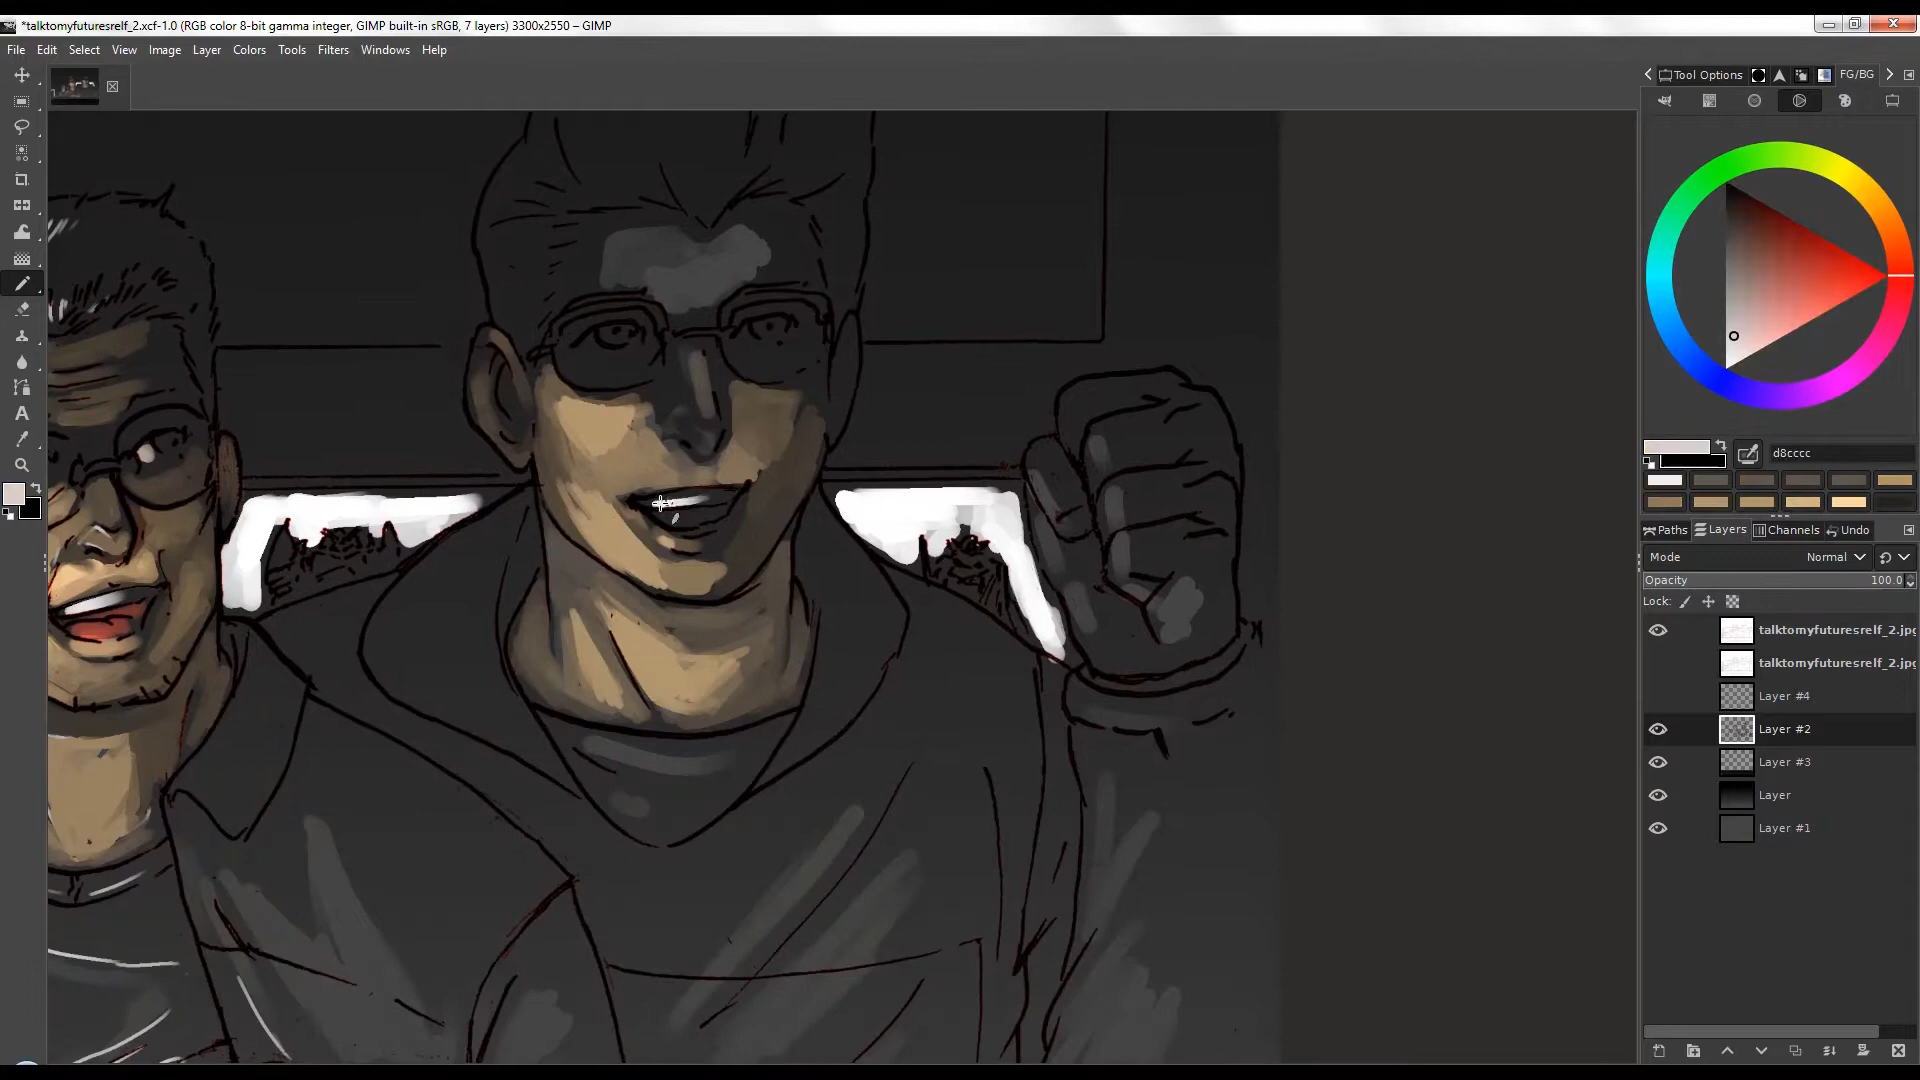 *talktomyfuturesrelf_2.xcf-1.0 (RGB color 8-bit gamma integer, GIMP built-in sRGB, 7 layers) 3300x2550 – GIMP
File Edit Select View Image Layer Colors Tools Filters Windows Help
Tool Options FG/BG
d8cccc
Paths Layers Channels Undo
Mode Normal
Opacity 100.0
Lock:
talktomyfuturesrelf_2.jpg
talktomyfuturesrelf_2.jpg
Layer #4
Layer #2
Layer #3
Layer
Layer #1